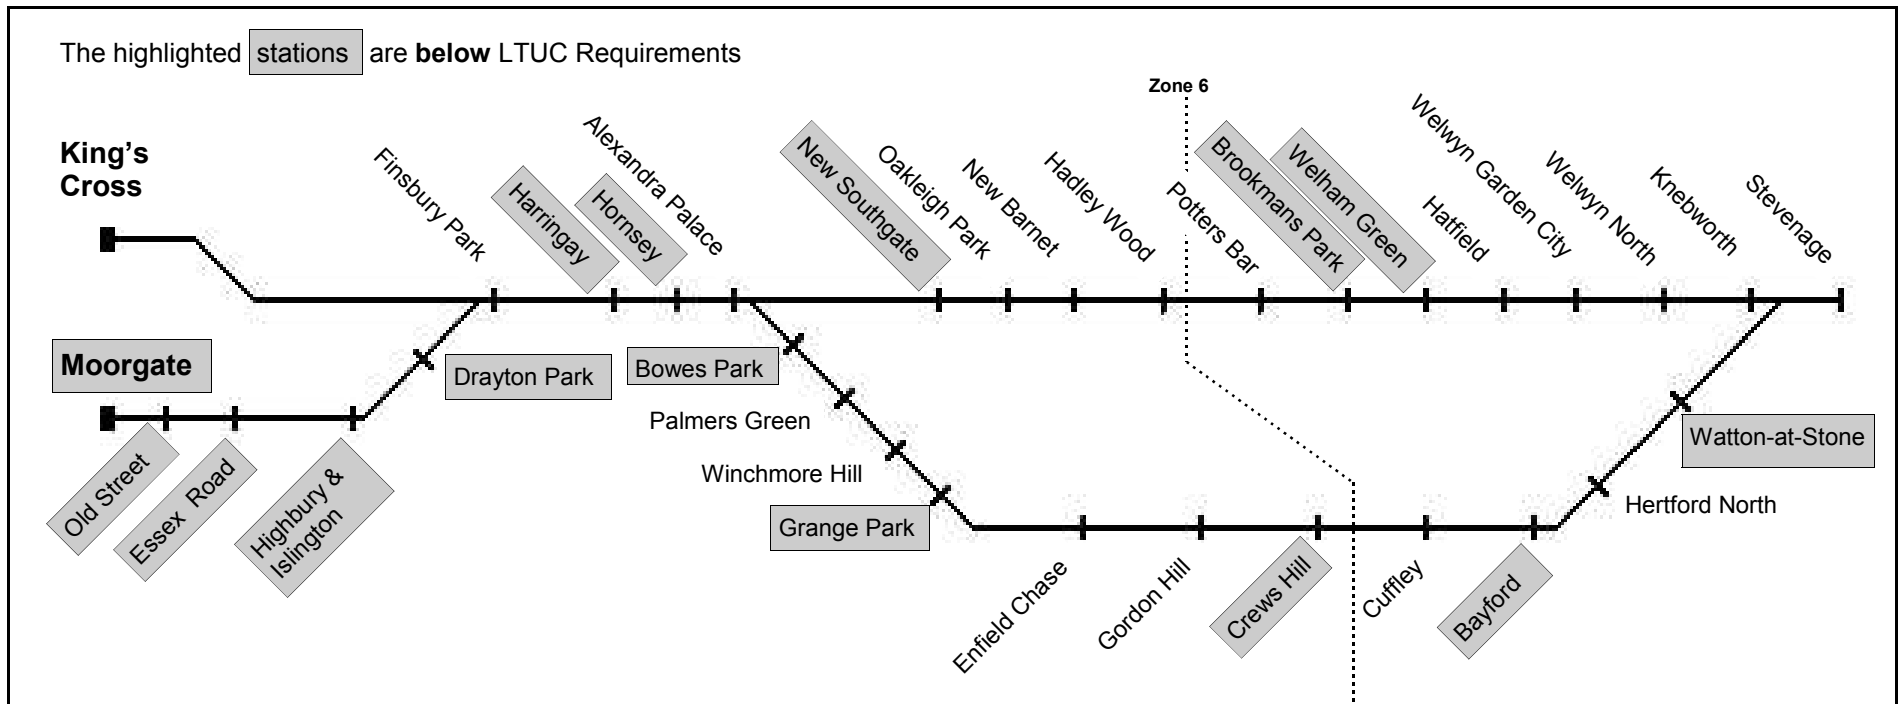 The highlighted stations are below LTUC Requirements
Zone 6
King's
Cross
Finsbury Park
Harringay
Hornsey
Alexandra Palace
New Southgate
Oakleigh Park
New Barnet
Hadley Wood
Potters Bar
Brookmans Park
Welham Green
Hatfield
Welwyn Garden City
Welwyn North
Knebworth
Stevenage
Moorgate
Drayton Park
Bowes Park
Palmers Green
Winchmore Hill
Grange Park
Watton-at-Stone
Hertford North
Old Street
Essex Road
Highbury &
Islington
Enfield Chase
Gordon Hill
Crews Hill
Cuffley
Bayford